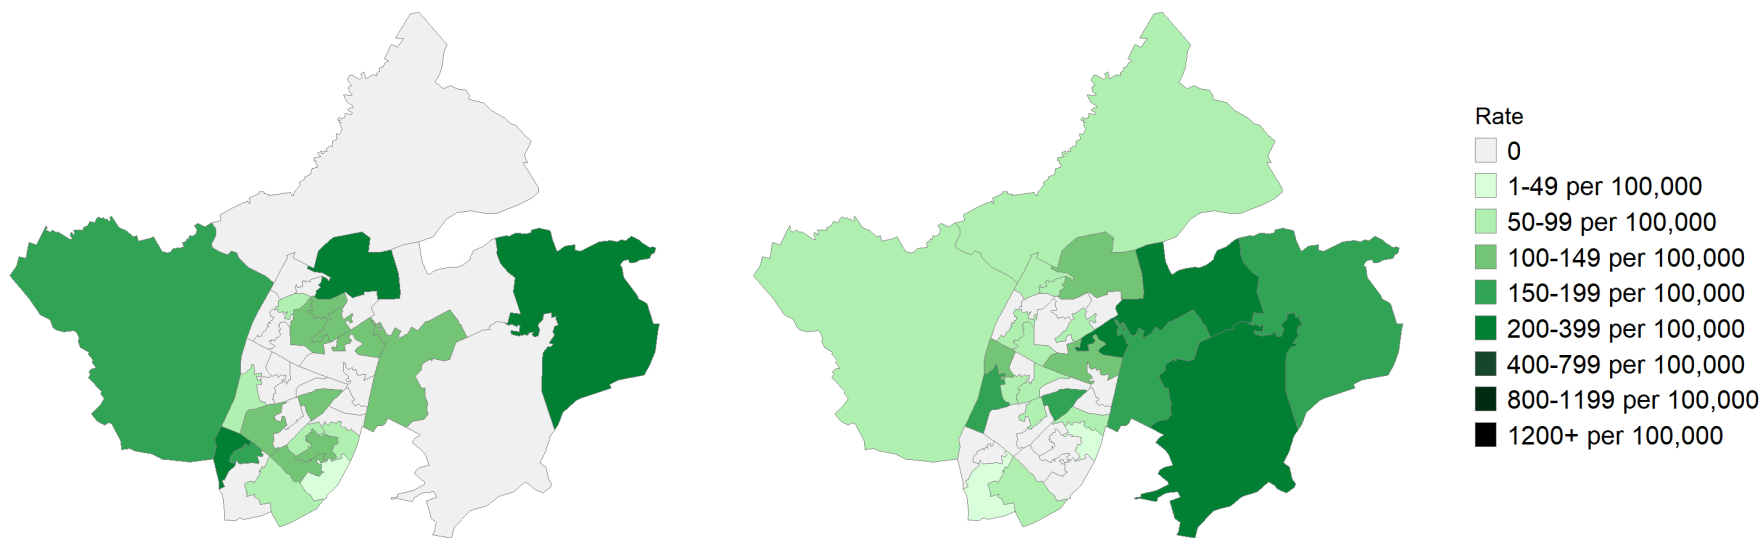 Rate
0
1-49 per 100,000
50-99 per 100,000
100-149 per 100,000
150-199 per 100,000
200-399 per 100,000
400-799 per 100,000
800-1199 per 100,000
1200+ per 100,000